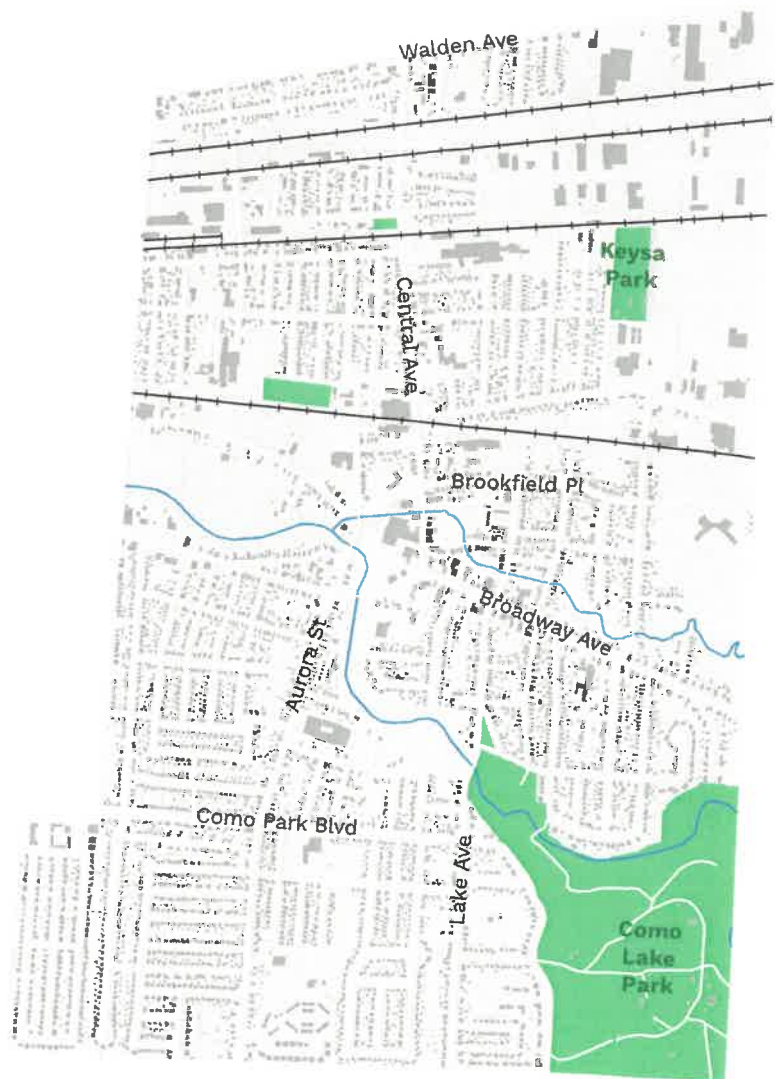 Walden Ave
Keysa
Park
Central Ave
Brookfield Pl
Broadway Ave
Aurora St
Como Park Blvd
Lake Ave
Como
Lake
Park